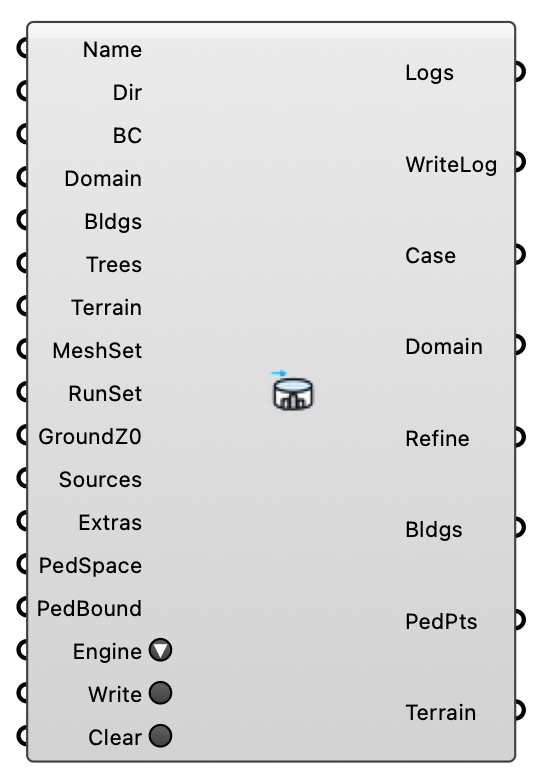 Name
Dir
BC
Domain
Bldgs
Trees
Terrain
MeshSet
RunSet
GroundZ0
Sources
Extras
PedSpace
PedBound
Engine
Write
Clear
Logs
WriteLog
Case
Domain
Refine
Bldgs
PedPts
Terrain